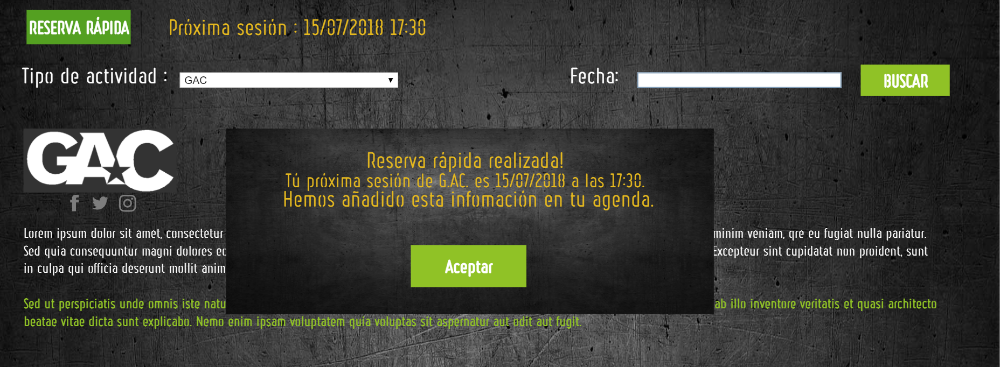 RESERVA RÁPIDA
Próxima sesión : 15/07/2018 17:30
Tipo de actividad :
GAC
Fecha:
BUSCAR
GAC
Reserva rápida realizada!
Tú próxima sesión de G.AC. es 15/07/2018 a las 17:30.
Hemos añadido esta infomación en tu agenda.
Aceptar
Lorem ipsum dolor sit amet, consectetur minim veniam, qre eu fugiat nulla pariatur.
Sed quia consequuntur magni dolores eo Excepteur sint cupidatat non proident, sunt
in culpa qui officia deserunt mollit anim
Sed ut perspiciatis unde omnis iste natu ab illo inventore veritatis et quasi architecto
beatae vitae dicta sunt explicabo. Nemo enim ipsam voluptatem quia voluptas sit aspernatur aut odit aut fugit.